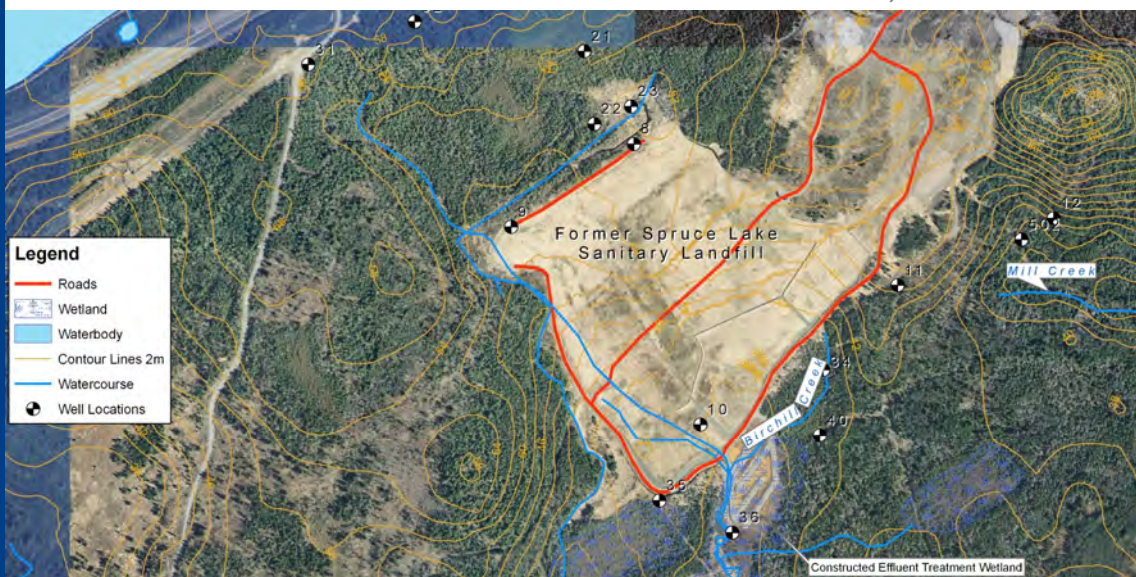 21
31
23
22
8
9
12
502
Former Spruce Lake
Sanitary Landfill
Legend
Roads
Wetland
Waterbody
Contour Lines 2m
Watercourse
Well Locations
Mill Creek
11
34
Birchill Creek
10
40
35
36
Constructed Effluent Treatment Wetland